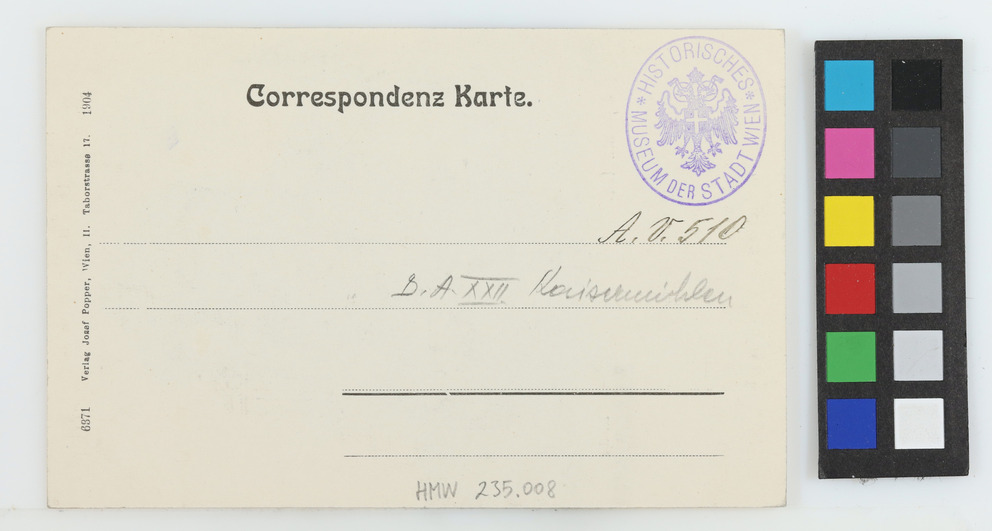 Correspondenz Karte.
* HISTORISCHES *
MUSEUM DER STADT WIEN
A. V. 510
B. A. XXII Kaisermühlen
HMW 235.008
6371 Verlag Josef Popper, Wien, II. Taborstrasse 17. 1904